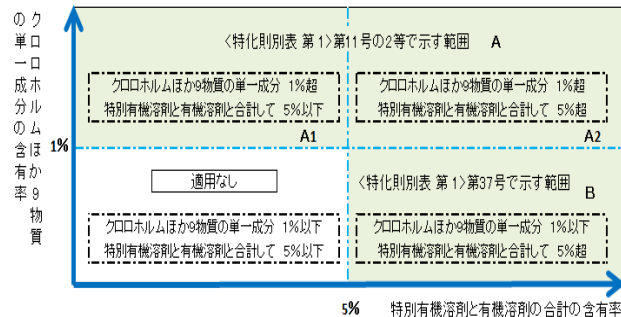 クロロホルムほか9物質
の単一成分の含有率
〈特化則別表 第1〉第11号の2等で示す範囲 A
クロロホルムほか9物質の単一成分 1%超
特別有機溶剤と有機溶剤と合計して 5%以下
A1
クロロホルムほか9物質の単一成分 1%超
特別有機溶剤と有機溶剤と合計して 5%超
A2
1%
適用なし
クロロホルムほか9物質の単一成分 1%以下
特別有機溶剤と有機溶剤と合計して 5%以下
〈特化則別表 第1〉第37号で示す範囲
B
クロロホルムほか9物質の単一成分 1%以下
特別有機溶剤と有機溶剤と合計して 5%超
5%
特別有機溶剤と有機溶剤の合計の含有率